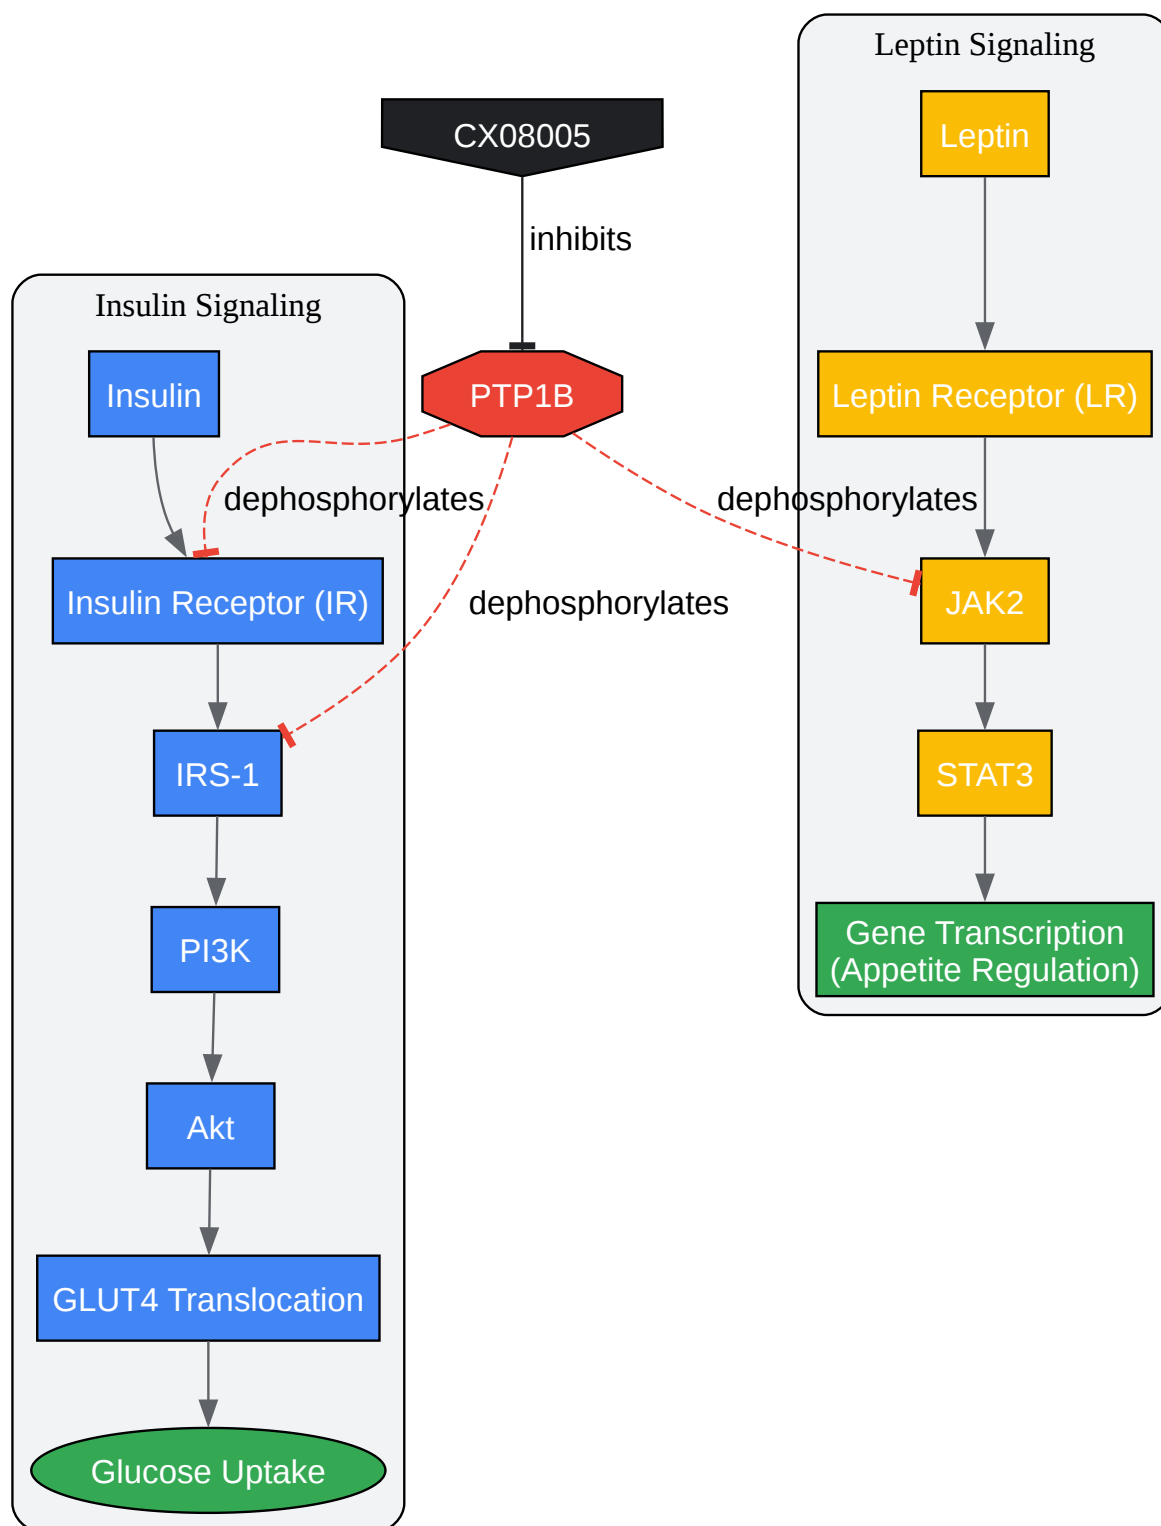 Leptin Signaling
CX08005
Leptin
inhibits
Insulin Signaling
Insulin
PTP1B
Leptin Receptor (LR)
dephosphorylates
dephosphorylates
Insulin Receptor (IR)
dephosphorylates
JAK2
IRS-1
STAT3
PI3K
Gene Transcription
(Appetite Regulation)
Akt
GLUT4 Translocation
Glucose Uptake